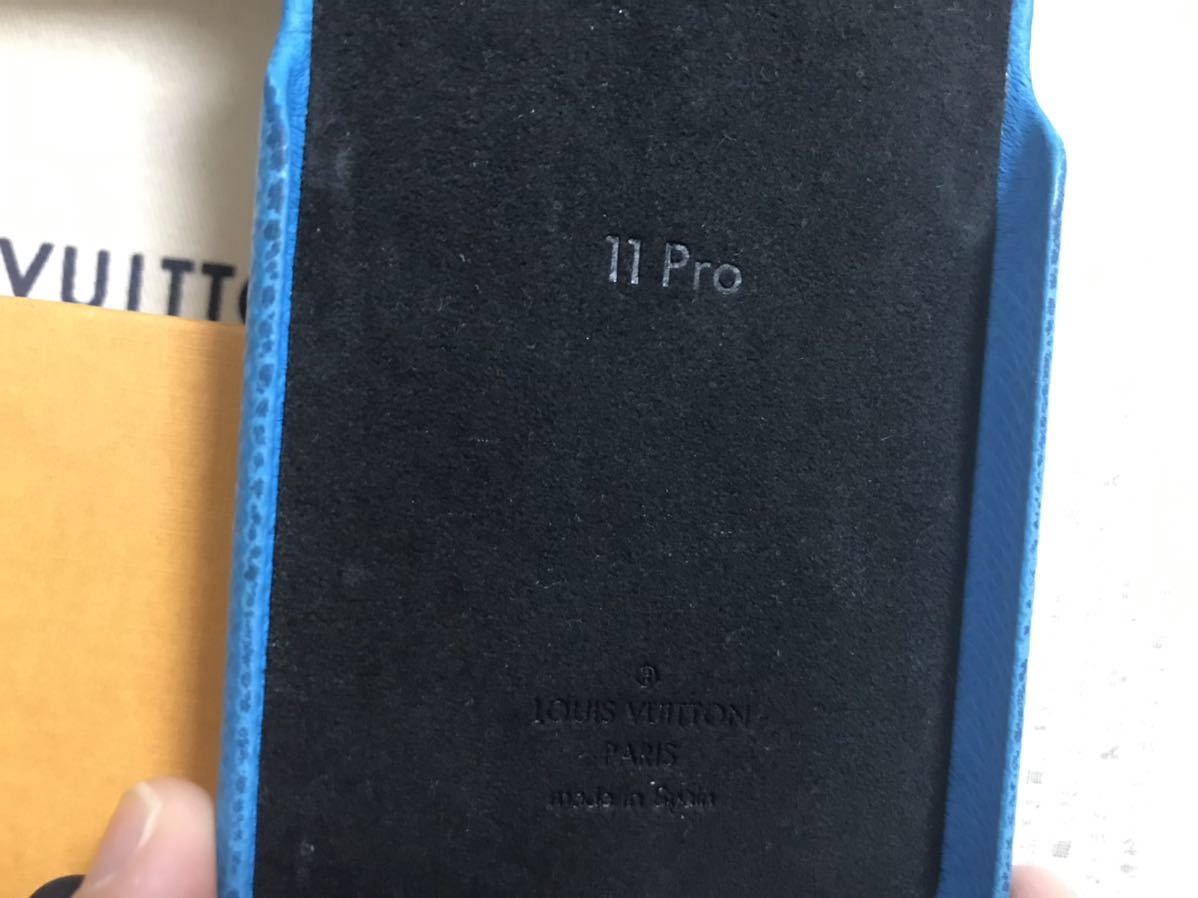 VUITTO
11 Pro
®
LOUIS VUITTON
PARIS
made in Spain